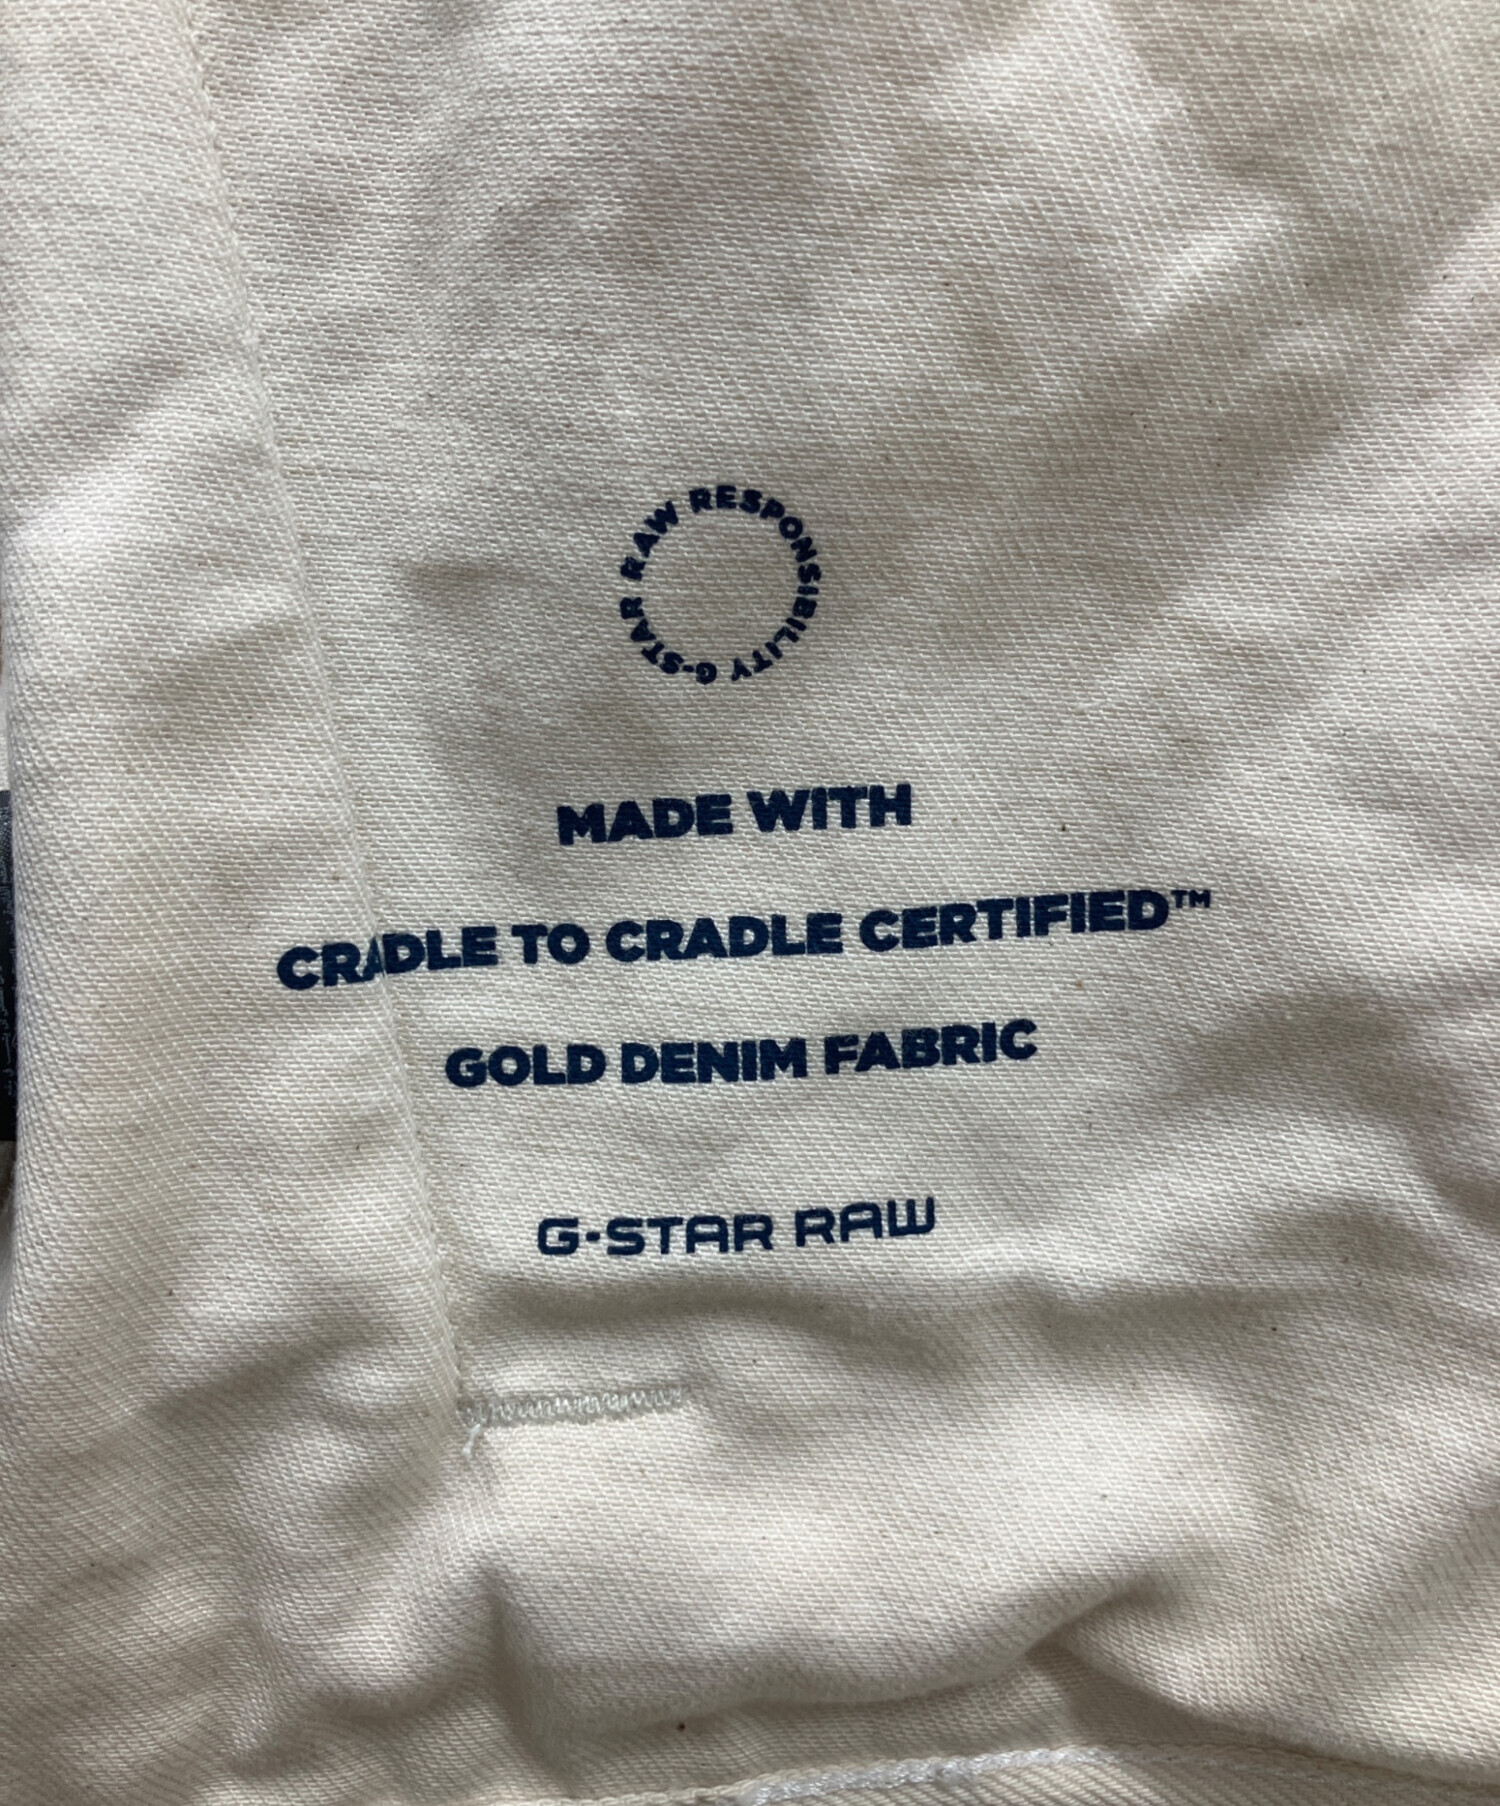 G-STAR RAW RESPONSIBILITY
MADE WITH
CRADLE TO CRADLE CERTIFIED™
GOLD DENIM FABRIC
G-STAR RAW